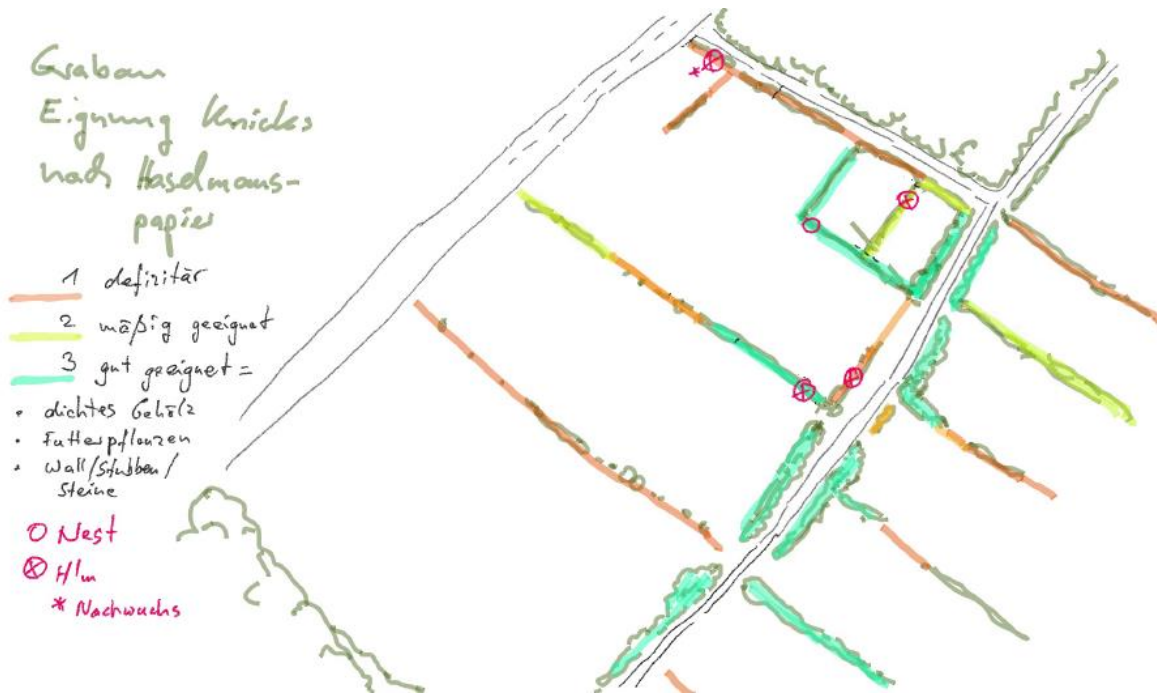 Grabau
Eignung Knicks
nach Haselmaus-
papier
1 defizitär
2 mäßig geeignet
3 gut geeignet =
• dichtes Gehölz
• Futterpflanzen
• Wall/Stubben/
Steine
Nest
Hm
* Nachwuchs